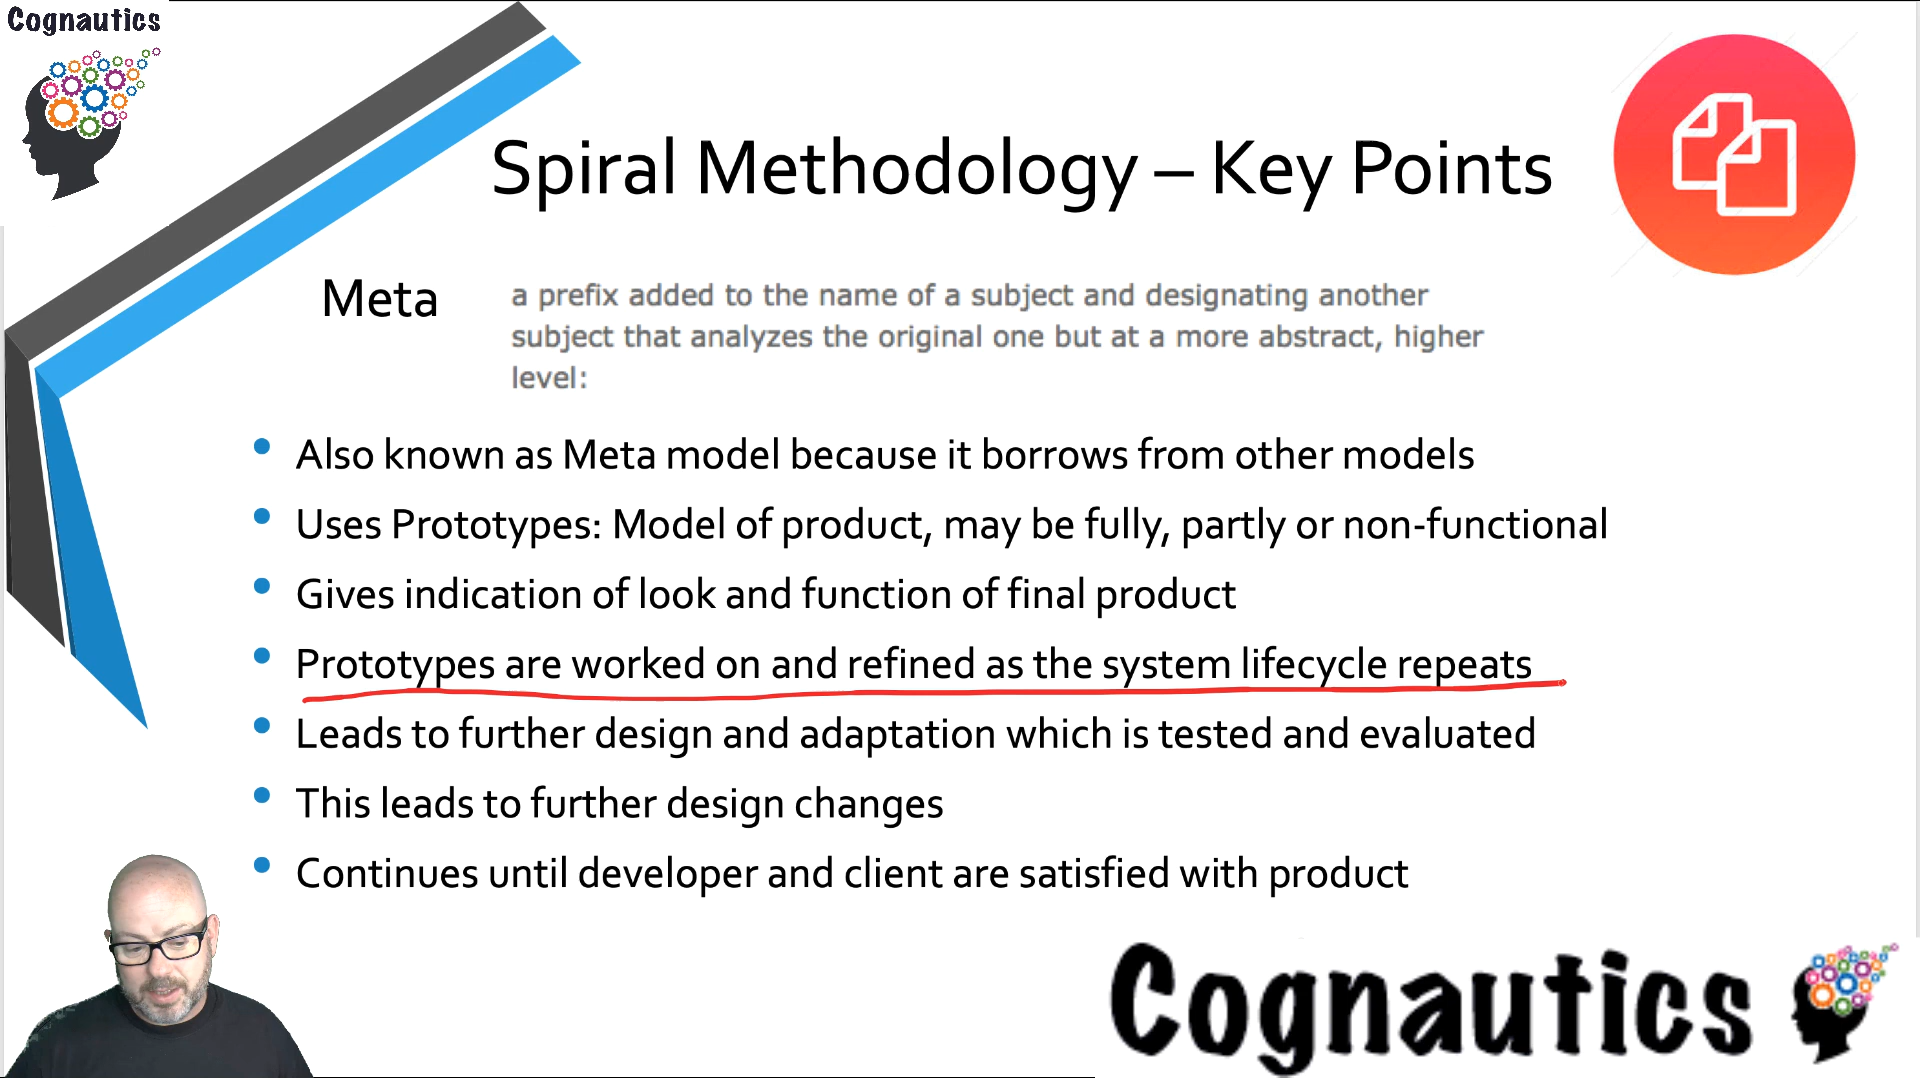 Cognautics
Spiral Methodology – Key Points
Meta
a prefix added to the name of a subject and designating another
subject that analyzes the original one but at a more abstract, higher
level:
• Also known as Meta model because it borrows from other models
• Uses Prototypes: Model of product, may be fully, partly or non-functional
• Gives indication of look and function of final product
• Prototypes are worked on and refined as the system lifecycle repeats
• Leads to further design and adaptation which is tested and evaluated
• This leads to further design changes
• Continues until developer and client are satisfied with product
Cognautics